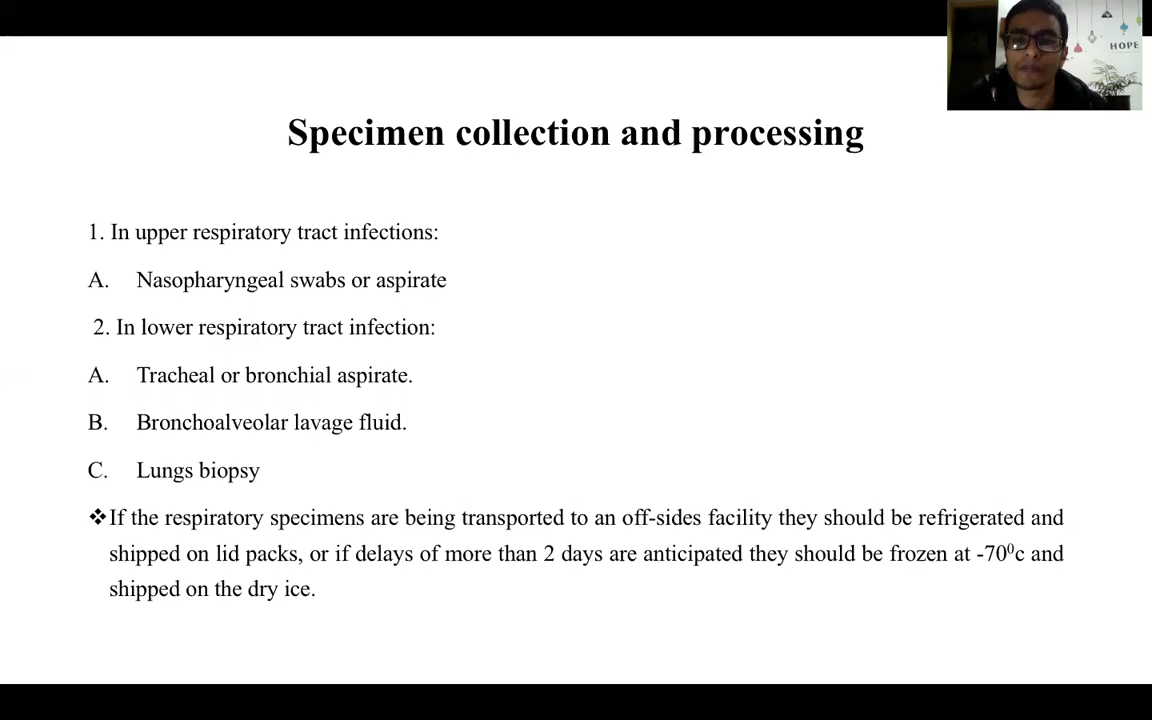 HOPE
Specimen collection and processing
1. In upper respiratory tract infections:
A. Nasopharyngeal swabs or aspirate
2. In lower respiratory tract infection:
A. Tracheal or bronchial aspirate.
B. Bronchoalveolar lavage fluid.
C. Lungs biopsy
❖If the respiratory specimens are being transported to an off-sides facility they should be refrigerated and
shipped on lid packs, or if delays of more than 2 days are anticipated they should be frozen at -70⁰c and
shipped on the dry ice.